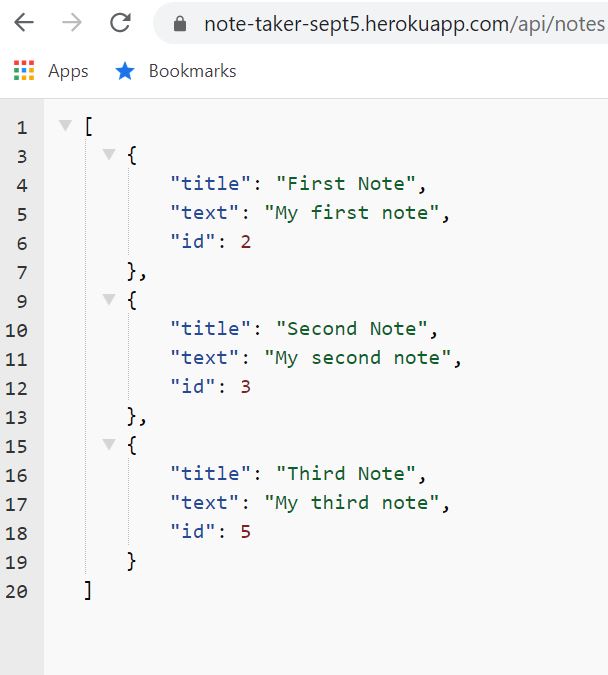 note-taker-sept5.herokuapp.com/api/notes
Apps Bookmarks
1 [
3 {
4 "title": "First Note",
5 "text": "My first note",
6 "id": 2
7 },
9 {
10 "title": "Second Note",
11 "text": "My second note",
12 "id": 3
13 },
15 {
16 "title": "Third Note",
17 "text": "My third note",
18 "id": 5
19 }
20 ]